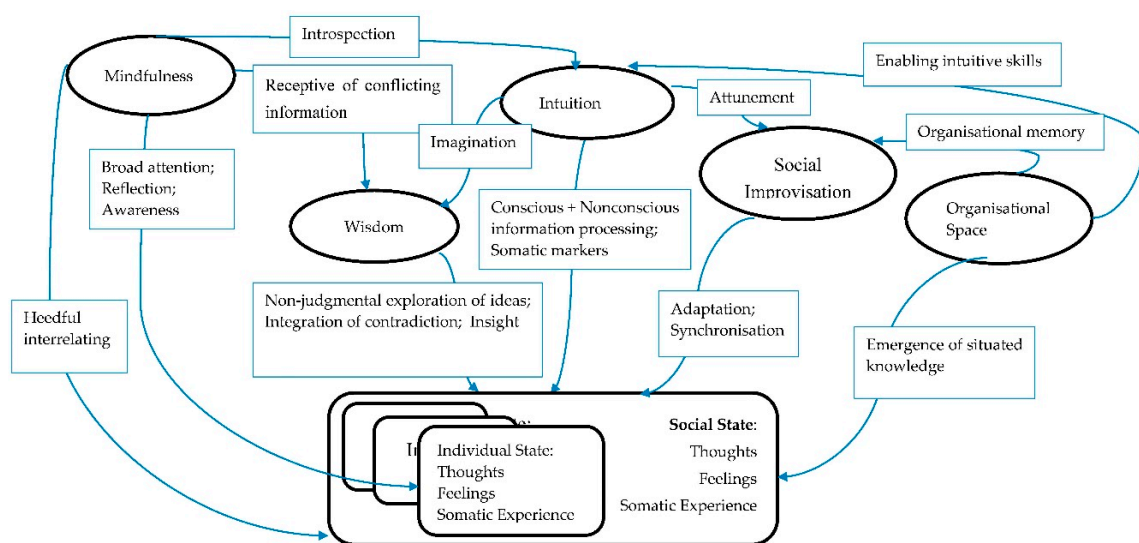 Introspection
Mindfulness
Enabling intuitive skills
Receptive of conflicting
information
Intuition
Attunement
Imagination
Organisational memory
Broad attention;
Reflection;
Awareness
Social
Improvisation
Wisdom
Conscious + Nonconscious
information processing;
Somatic markers
Organisational
Space
Heedful
interrelating
Non-judgmental exploration of ideas;
Integration of contradiction; Insight
Adaptation;
Synchronisation
Emergence of situated
knowledge
Individual State:
Thoughts
Feelings
Somatic Experience
Social State:
Thoughts
Feelings
Somatic Experience